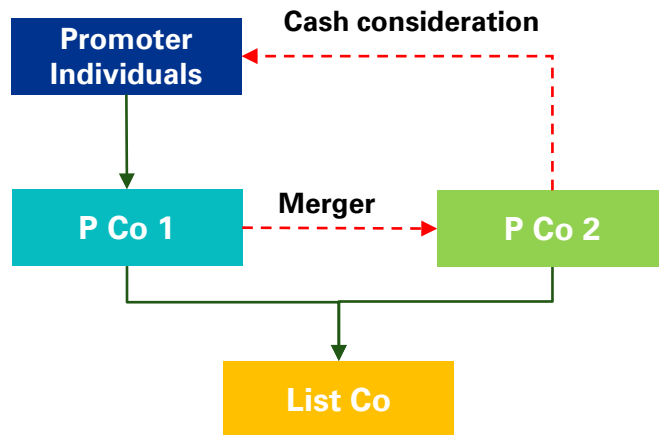 Cash consideration
Promoter
Individuals
P Co 1
Merger
P Co 2
List Co